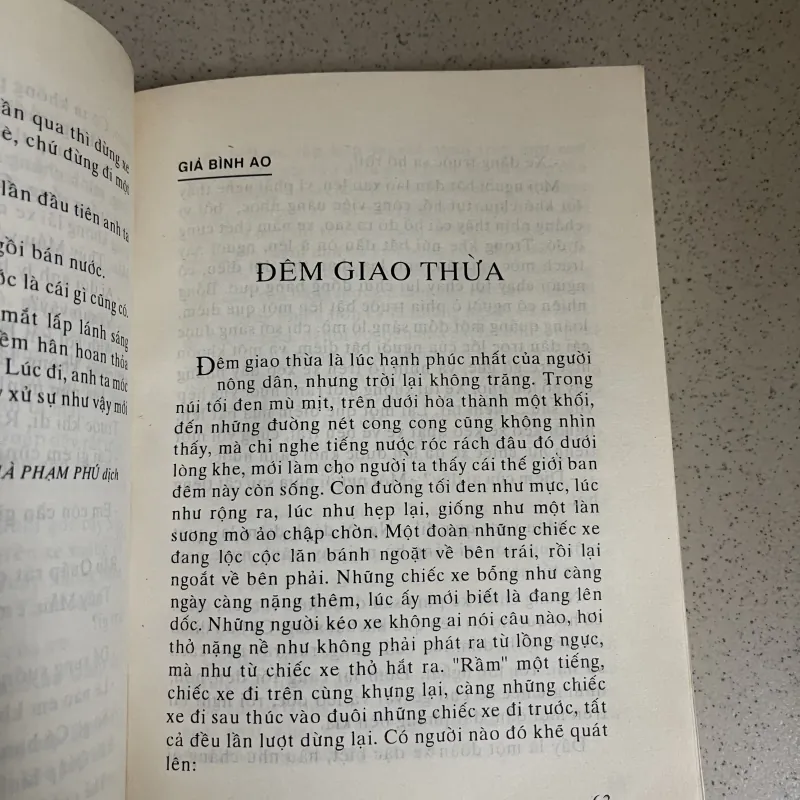 ần qua thì dừng xe
è, chứ đừng đi một
lần đầu tiên anh ta
gồi bán nước.
ớc là cái gì cũng có.
mắt lấp lánh sáng
ềm hân hoan thỏa
Lúc đi, anh ta móc
xử sự như vậy mới
À PHẠM PHÚ dịch
GIẢ BÌNH AO
ĐÊM GIAO THỪA
Đêm giao thừa là lúc hạnh phúc nhất của người
nông dân, nhưng trời lại không trăng. Trong
núi tối đen mù mịt, trên dưới hòa thành một khối,
đến những đường nét cong cong cũng không nhìn
thấy, mà chỉ nghe tiếng nước róc rách đâu đó dưới
lòng khe, mới làm cho người ta thấy cái thế giới ban
đêm này còn sống. Con đường tối đen như mực, lúc
như rộng ra, lúc như hẹp lại, giống như một làn
sương mờ ảo chập chờn. Một đoàn những chiếc xe
đang lộc cộc lăn bánh ngoặt về bên trái, rồi lại
ngoắt về bên phải. Những chiếc xe bỗng như càng
ngày càng nặng thêm, lúc ấy mới biết là đang lên
dốc. Những người kéo xe không ai nói câu nào, hơi
thở nặng nề như không phải phát ra từ lồng ngực,
mà như từ chiếc xe thở hắt ra. "Rầm" một tiếng,
chiếc xe đi trên cùng khựng lại, càng những chiếc
xe đi sau thúc vào đuôi những chiếc xe đi trước, tất
cả đều lần lượt dừng lại. Có người nào đó khẽ quát
lên: